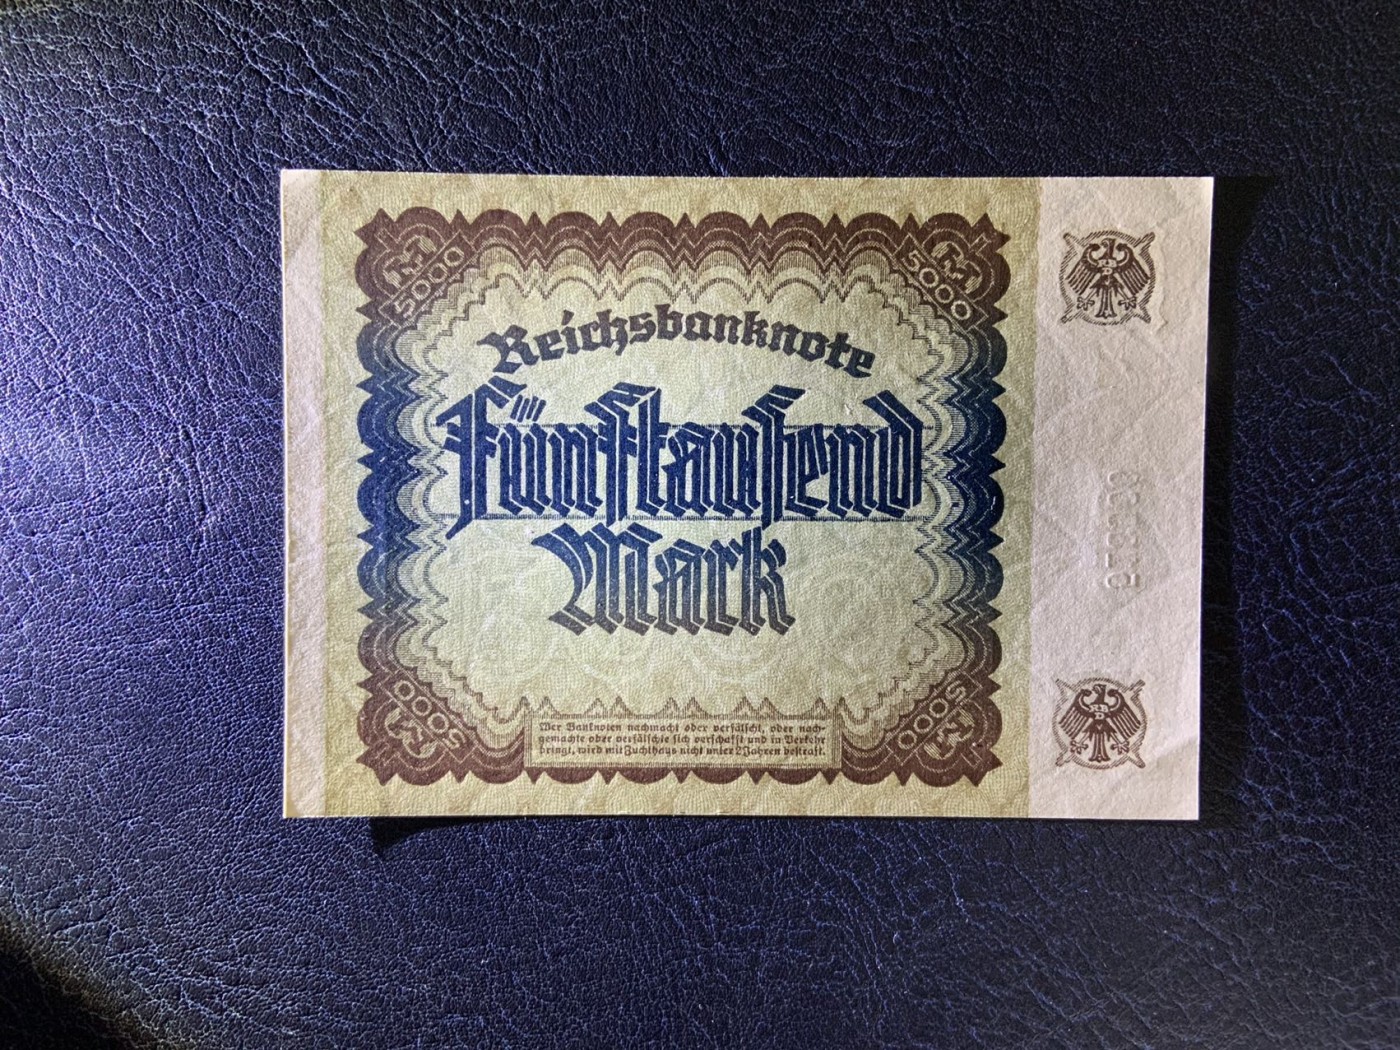 M 5000
M 5000
Reichsbanknote
Fünftausend
Mark
5000 M
5000 M
Wer Banknoten nachmacht oder verfälscht, oder nach-
gemachte oder verfälschte sich verschafft und in Verkehr
bringt, wird mit Zuchthaus nicht unter 2 Jahren bestraft.